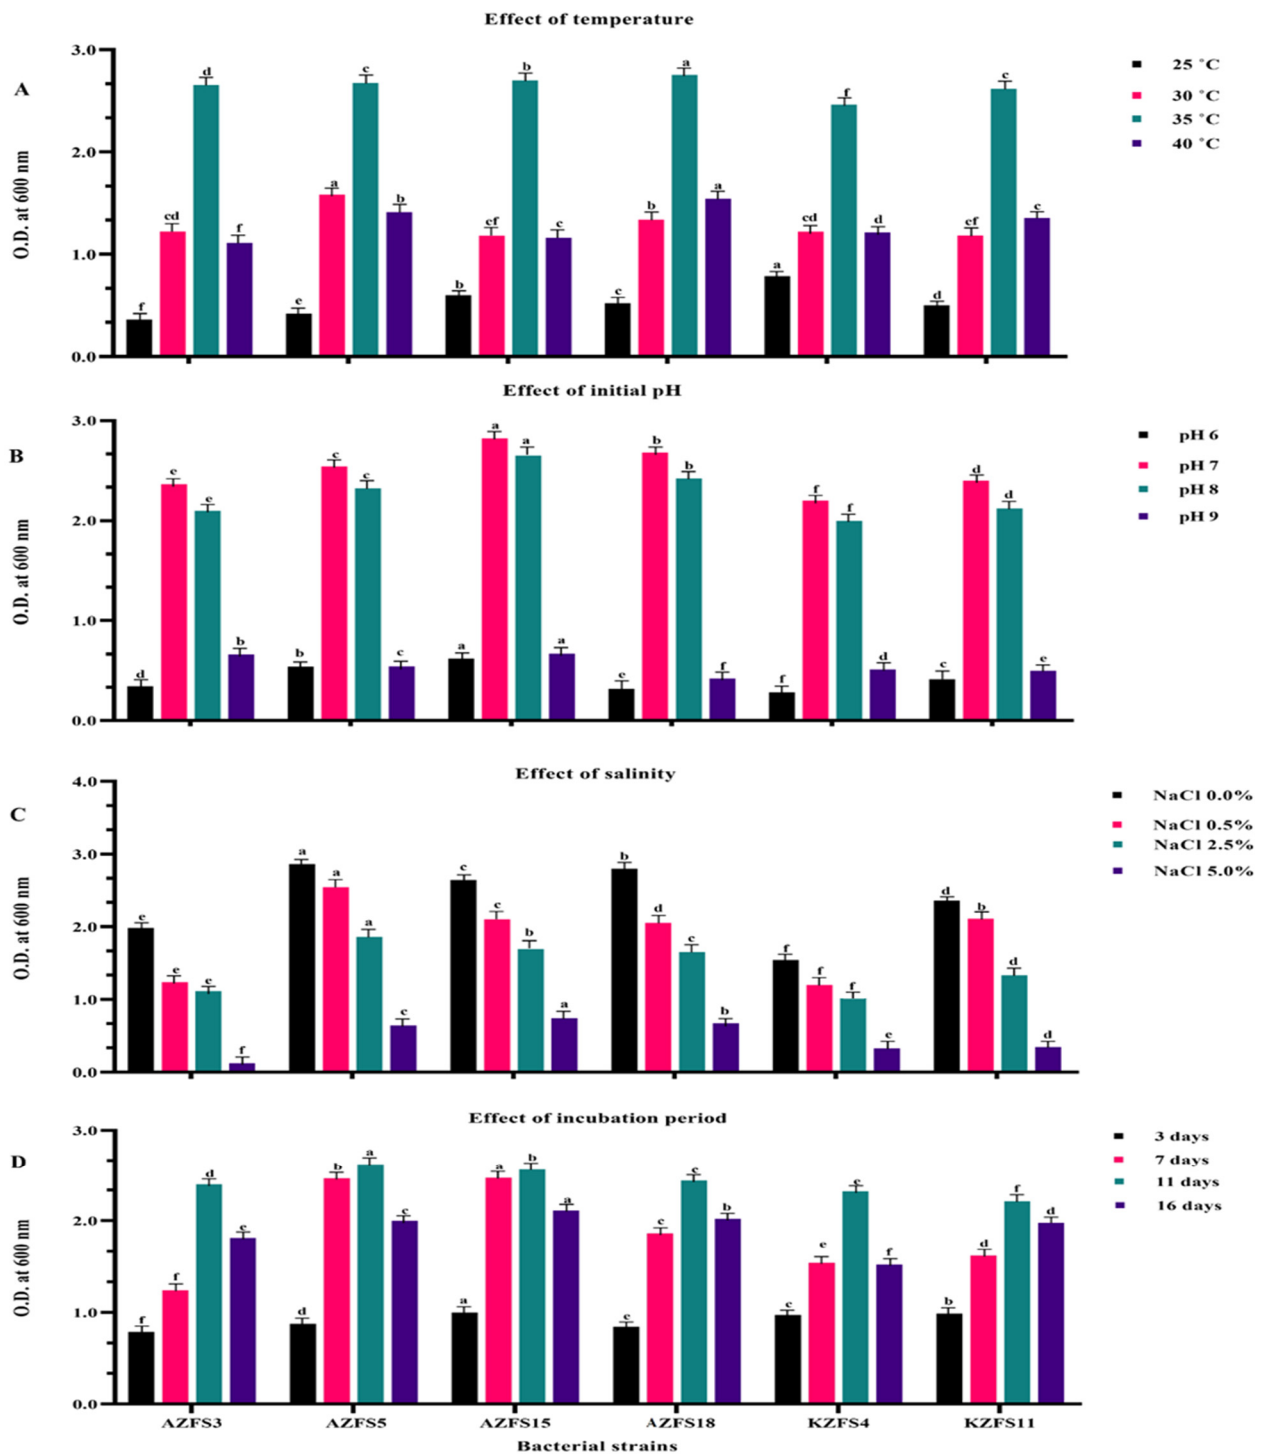 Effect of temperature
A
O.D. at 600 nm
3.0
2.0
1.0
0.0
f cd d f
e a c b
b ef b c
c a a
a cd f d
d ef c
25 °C
30 °C
35 °C
40 °C
Effect of initial pH
B
O.D. at 600 nm
3.0
2.0
1.0
0.0
d e b
b c c c
a a a a
e b b f
f f f d
c d d e
pH 6
pH 7
pH 8
pH 9
Effect of salinity
C
O.D. at 600 nm
4.0
3.0
2.0
1.0
0.0
e e e f
a a a c
c c b a
b d c b
f f f
d b d d
NaCl 0.0%
NaCl 0.5%
NaCl 2.5%
NaCl 5.0%
Effect of incubation period
D
O.D. at 600 nm
3.0
2.0
1.0
0.0
f f d e
d b a c
a a b a
e c c b
c e f
b d f d
3 days
7 days
11 days
16 days
AZFS3 AZFS5 AZFS15 AZFS18 KZFS4 KZFS11
Bacterial strains